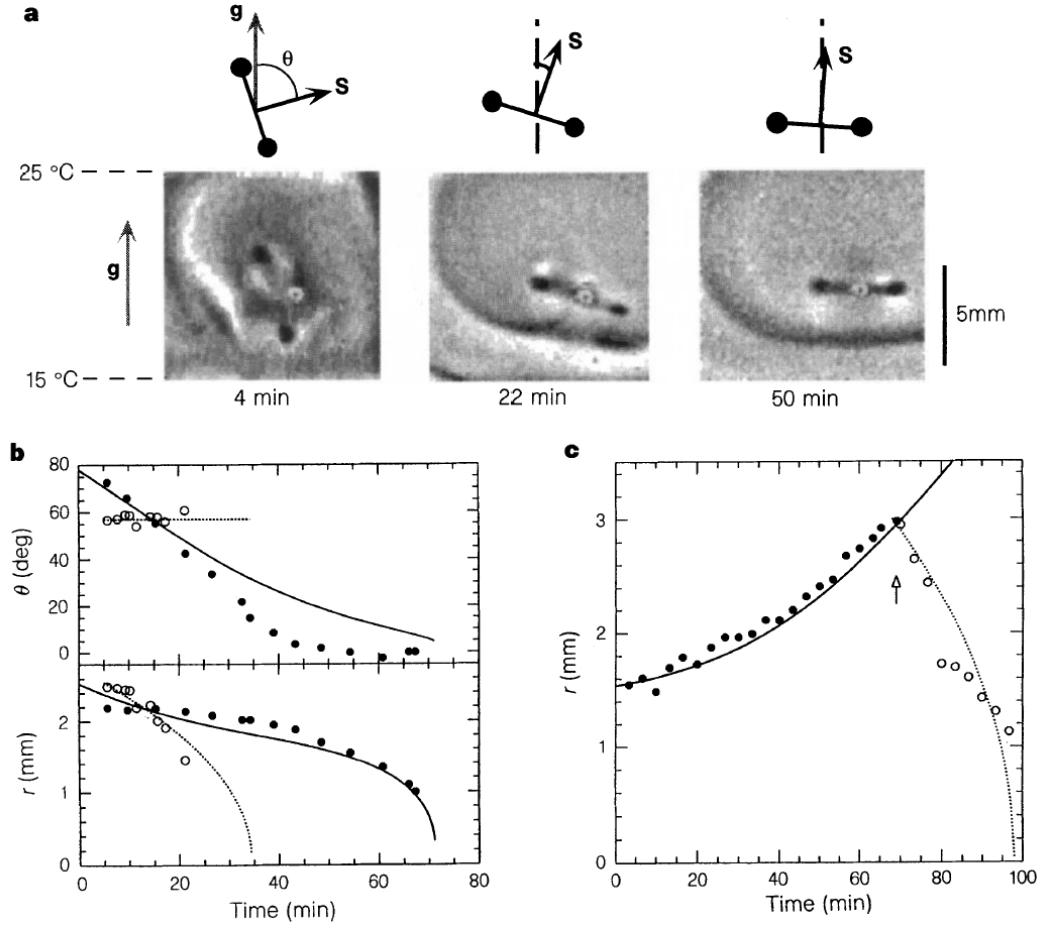 a
g
θ
S
S
S
25 °C
g
15 °C
4 min
22 min
50 min
5mm
b
80
60
40
20
0
θ (deg)
2
1
0
r (mm)
0 20 40 60 80
Time (min)
c
3
2
1
0
r (mm)
0 20 40 60 80 100
Time (min)